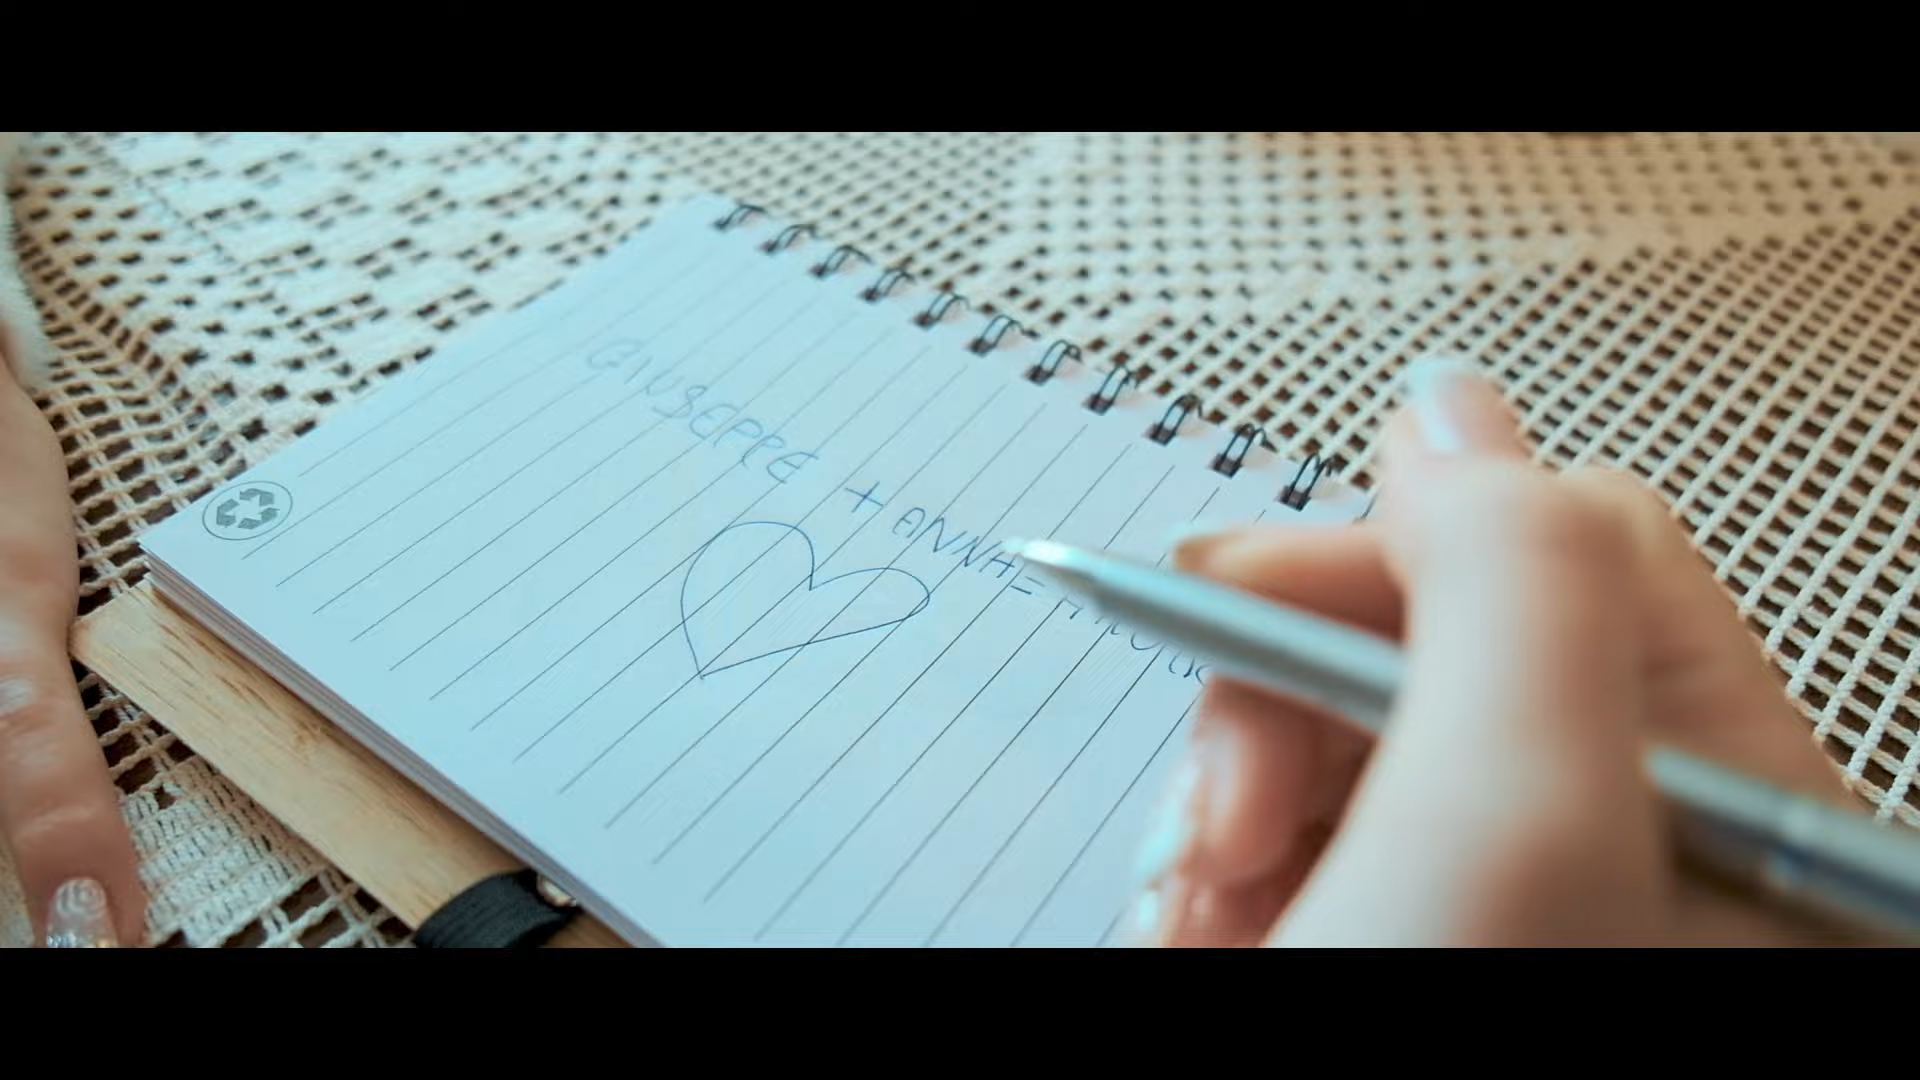 GIUSEPPE + ANNA =